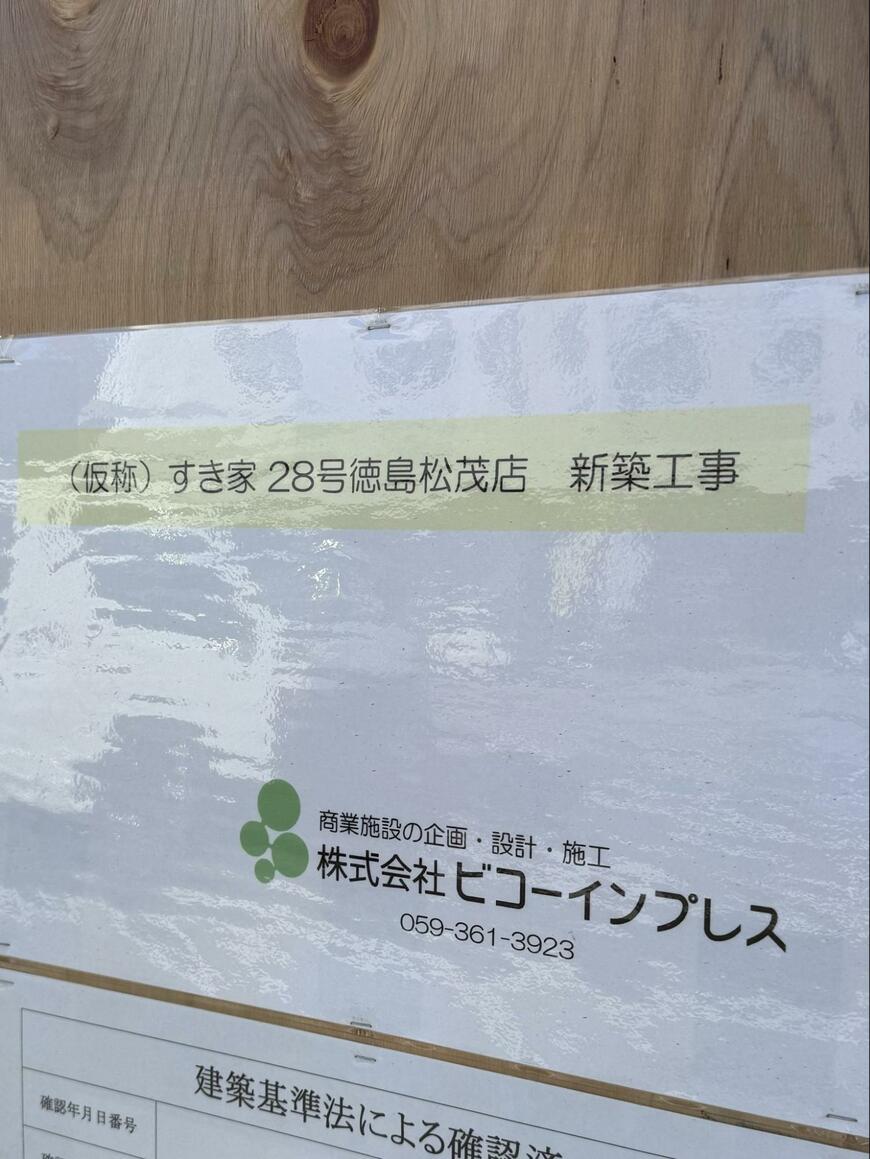 （仮称）すき家 28号徳島松茂店　新築工事
商業施設の企画・設計・施工
株式会社 ビコーインプレス
059-361-3923
建築基準法による確認済
確認年月日番号